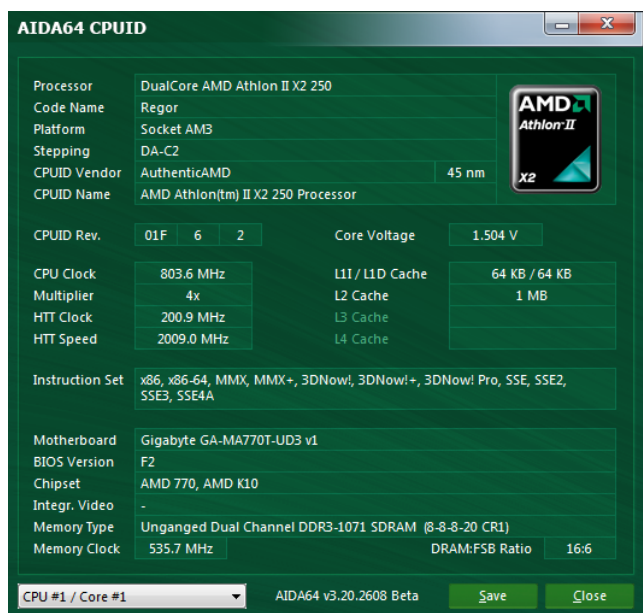 AIDA64 CPUID
Processor DualCore AMD Athlon II X2 250
Code Name Regor
Platform Socket AM3
Stepping DA-C2
CPUID Vendor AuthenticAMD 45 nm
CPUID Name AMD Athlon(tm) II X2 250 Processor
AMD
Athlon II
X2
CPUID Rev. 01F 6 2 Core Voltage 1.504 V
CPU Clock 803.6 MHz L1I / L1D Cache 64 KB / 64 KB
Multiplier 4x L2 Cache 1 MB
HTT Clock 200.9 MHz L3 Cache
HTT Speed 2009.0 MHz L4 Cache
Instruction Set x86, x86-64, MMX, MMX+, 3DNow!, 3DNow!+, 3DNow! Pro, SSE, SSE2,
SSE3, SSE4A
Motherboard Gigabyte GA-MA770T-UD3 v1
BIOS Version F2
Chipset AMD 770, AMD K10
Integr. Video -
Memory Type Unganged Dual Channel DDR3-1071 SDRAM (8-8-8-20 CR1)
Memory Clock 535.7 MHz DRAM:FSB Ratio 16:6
CPU #1 / Core #1 AIDA64 v3.20.2608 Beta Save Close